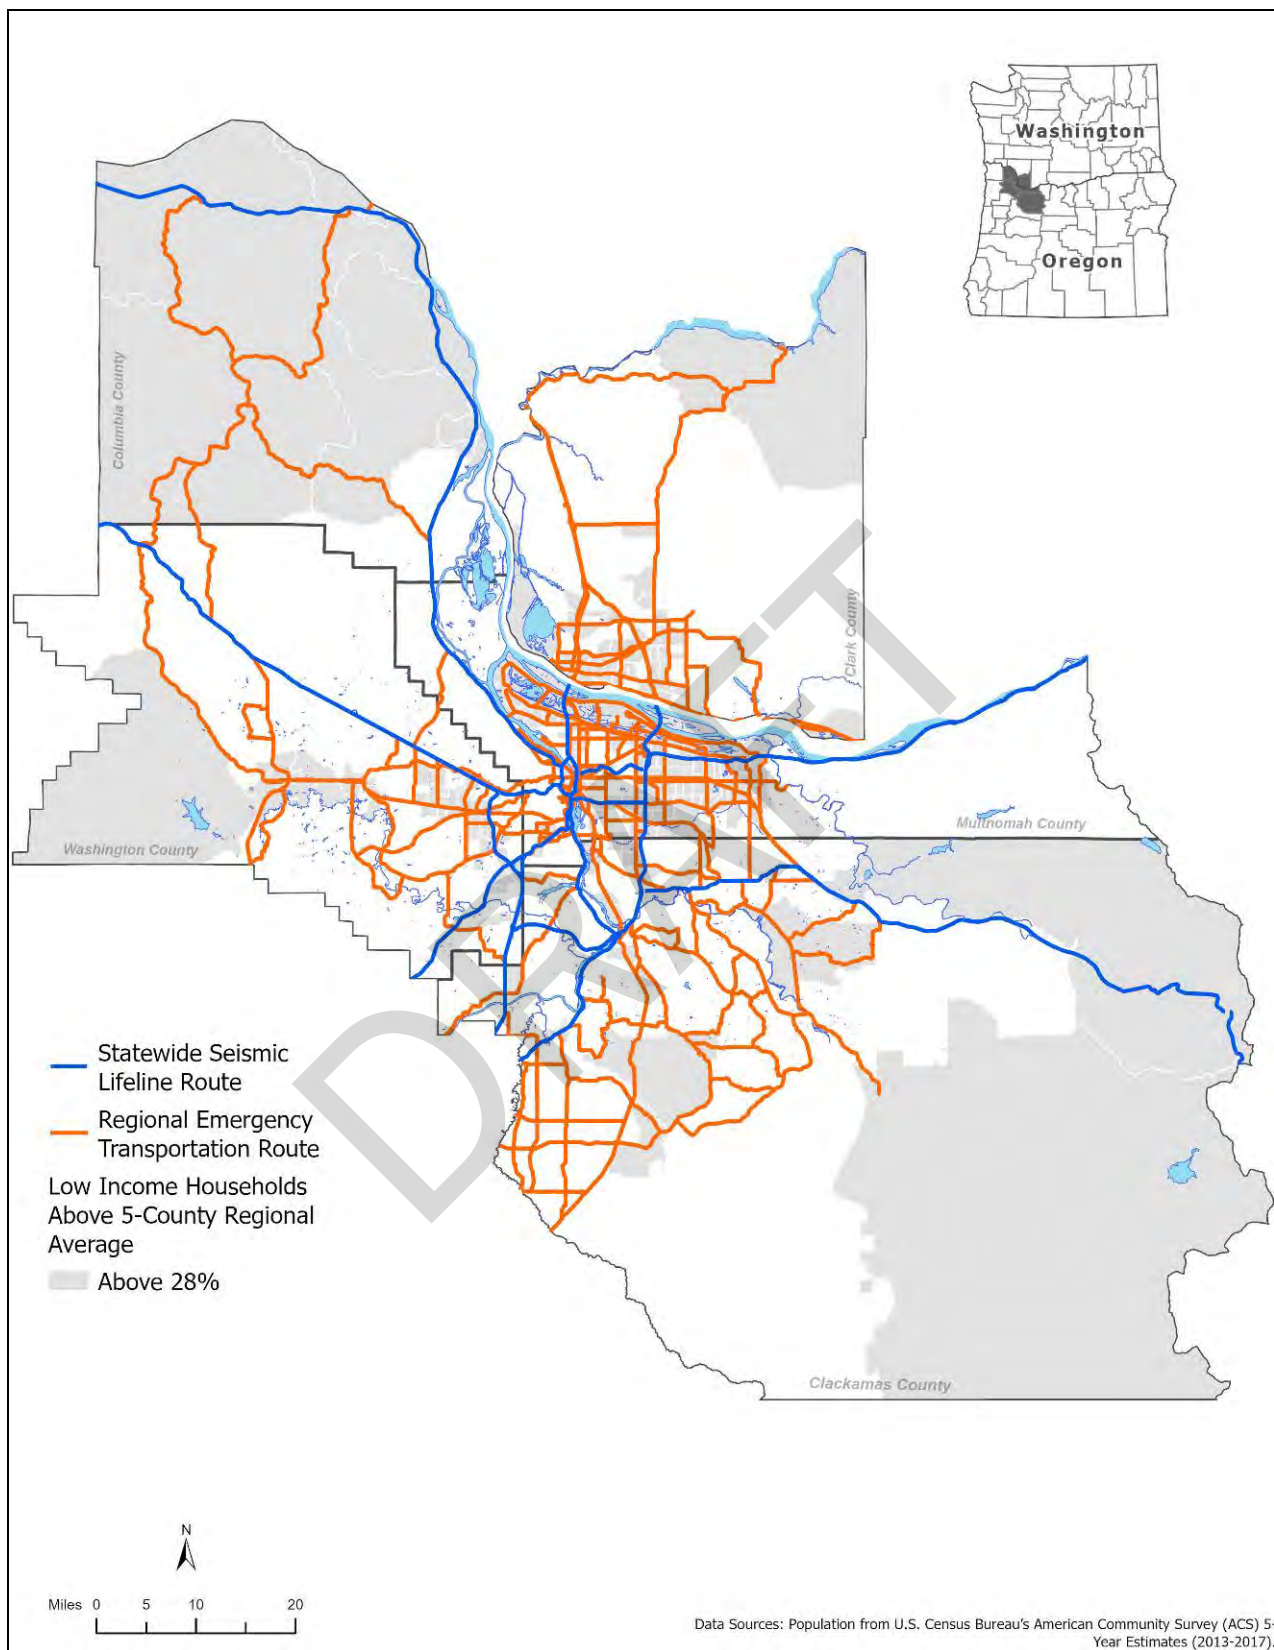 Washington
Oregon
Columbia County
Clark County
Multnomah County
Washington County
Clackamas County
DRAFT
Statewide Seismic
Lifeline Route
Regional Emergency
Transportation Route
Low Income Households
Above 5-County Regional
Average
Above 28%
N
Miles 0 5 10 20
Data Sources: Population from U.S. Census Bureau's American Community Survey (ACS) 5-
Year Estimates (2013-2017).